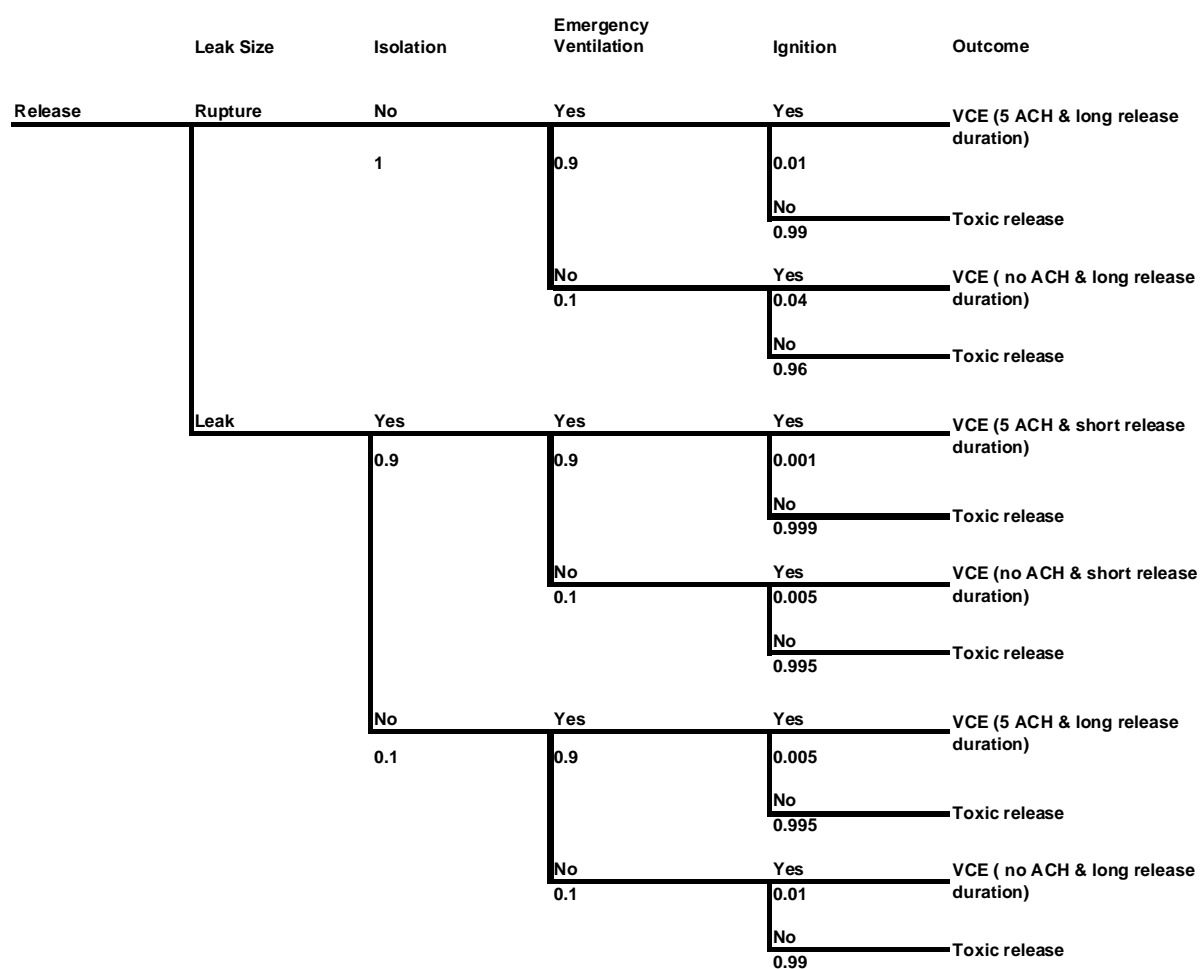 Leak Size Isolation Emergency Ventilation Ignition Outcome
Release Rupture No Yes Yes VCE (5 ACH & long release
duration)
1 0.9 0.01
No Toxic release
0.99
No Yes VCE ( no ACH & long release
0.1 0.04 duration)
No Toxic release
0.96
Leak Yes Yes Yes VCE (5 ACH & short release
duration)
0.9 0.9 0.001
No Toxic release
0.999
No Yes VCE (no ACH & short release
0.1 0.005 duration)
No Toxic release
0.995
No Yes Yes VCE (5 ACH & long release
duration)
0.1 0.9 0.005
No Toxic release
0.995
No Yes VCE ( no ACH & long release
0.1 0.01 duration)
No Toxic release
0.99